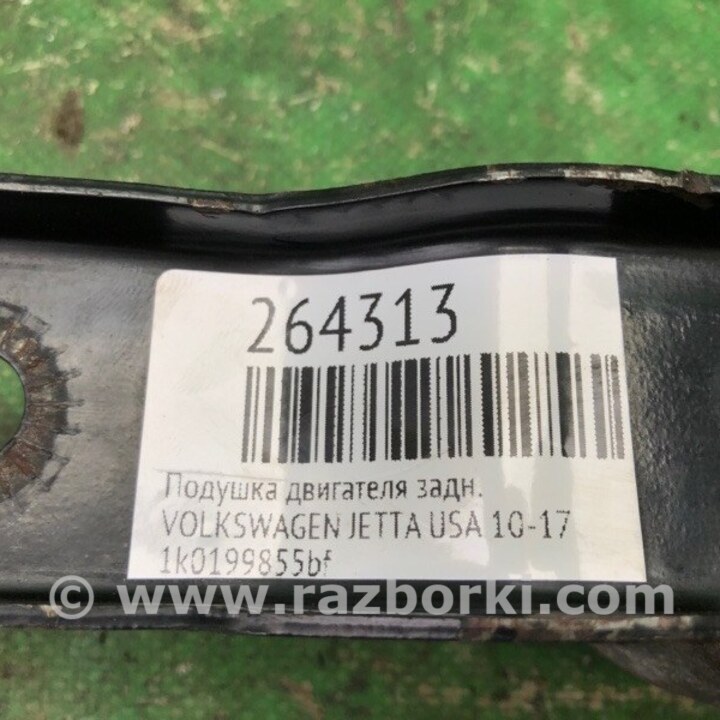 264313
Подушка двигателя задн.
VOLKSWAGEN JETTA USA 10-17
1k0199855bf
© www.razborki.com